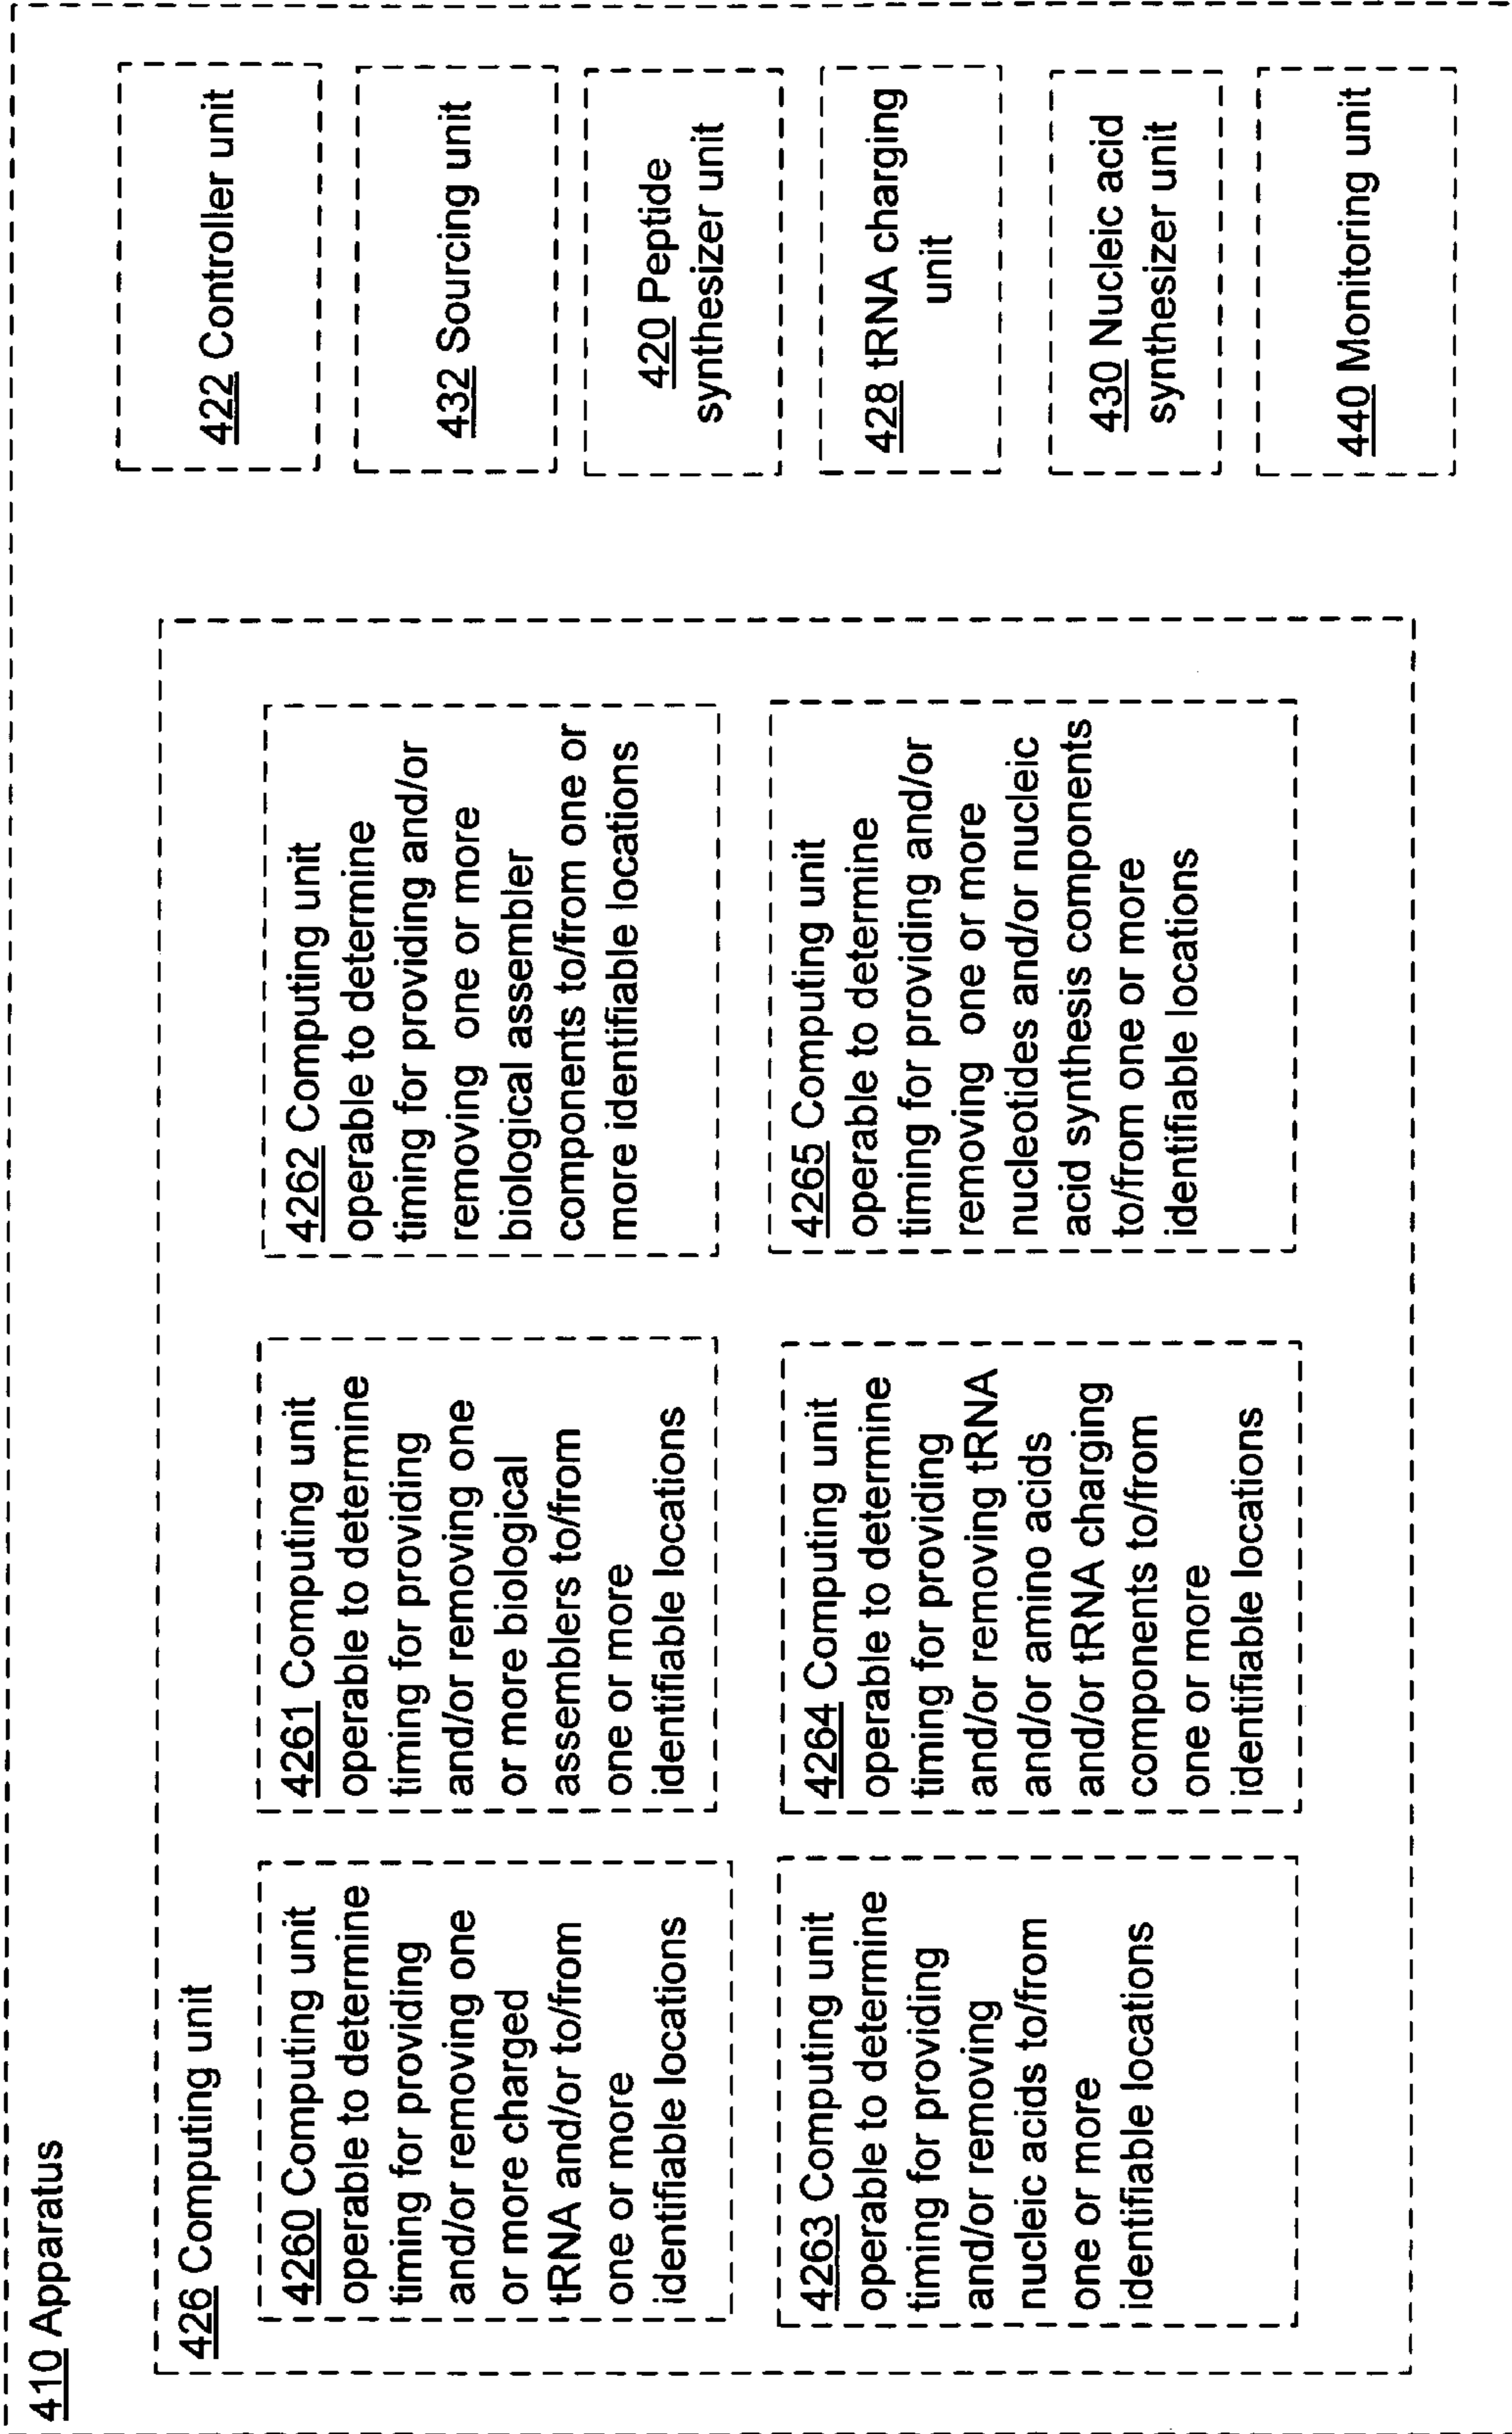 410 Apparatus
426 Computing unit
4260 Computing unit
operable to determine
timing for providing
and/or removing one
or more charged
tRNA and/or to/from
one or more
identifiable locations
4261 Computing unit
operable to determine
timing for providing
and/or removing one
or more biological
assemblers to/from
one or more
identifiable locations
4262 Computing unit
operable to determine
timing for providing and/or
removing one or more
biological assembler
components to/from one or
more identifiable locations
4263 Computing unit
operable to determine
timing for providing
and/or removing
nucleic acids to/from
one or more
identifiable locations
4264 Computing unit
operable to determine
timing for providing
and/or removing tRNA
and/or amino acids
and/or tRNA charging
components to/from
one or more
identifiable locations
4265 Computing unit
operable to determine
timing for providing and/or
removing one or more
nucleotides and/or nucleic
acid synthesis components
to/from one or more
identifiable locations
422 Controller unit
432 Sourcing unit
420 Peptide
synthesizer unit
428 tRNA charging
unit
430 Nucleic acid
synthesizer unit
440 Monitoring unit